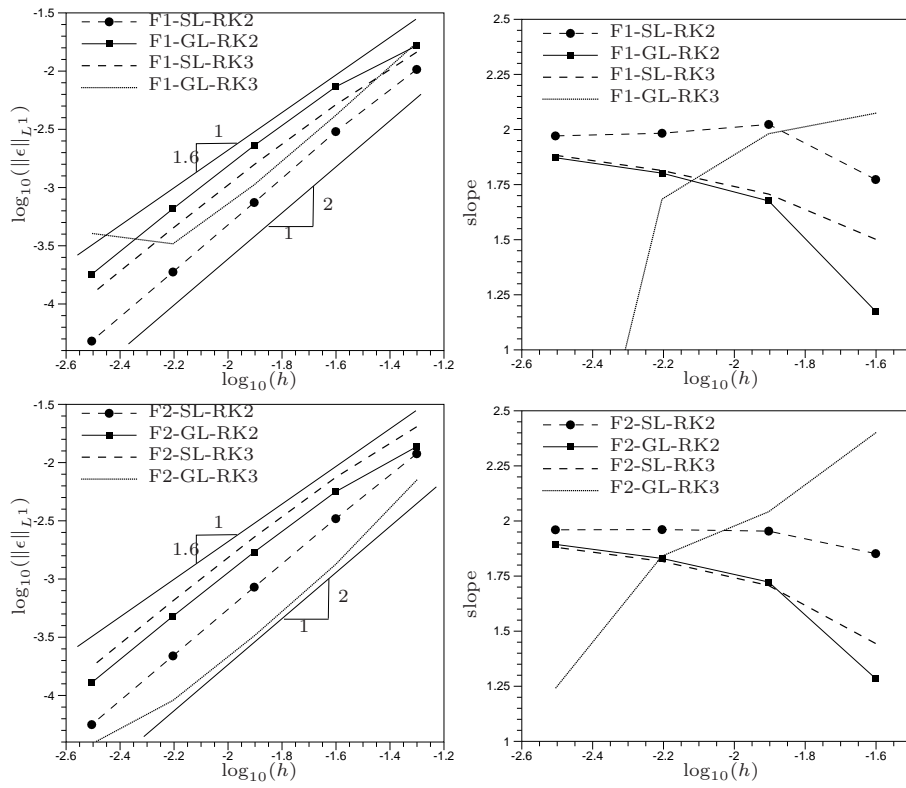 -1.5
-2
-2.5
-3
-3.5
-4
log₁₀(||ϵ||_{L¹})
F1-SL-RK2
F1-GL-RK2
F1-SL-RK3
F1-GL-RK3
1
1.6
2
1
-2.6 -2.4 -2.2 -2 -1.8 -1.6 -1.4 -1.2
log₁₀(h)
2.5
2.25
2
1.75
1.5
1.25
1
slope
F1-SL-RK2
F1-GL-RK2
F1-SL-RK3
F1-GL-RK3
-2.6 -2.4 -2.2 -2 -1.8 -1.6
log₁₀(h)
-1.5
-2
-2.5
-3
-3.5
-4
log₁₀(||ϵ||_{L¹})
F2-SL-RK2
F2-GL-RK2
F2-SL-RK3
F2-GL-RK3
1
1.6
2
1
-2.6 -2.4 -2.2 -2 -1.8 -1.6 -1.4 -1.2
log₁₀(h)
2.5
2.25
2
1.75
1.5
1.25
1
slope
F2-SL-RK2
F2-GL-RK2
F2-SL-RK3
F2-GL-RK3
-2.6 -2.4 -2.2 -2 -1.8 -1.6
log₁₀(h)